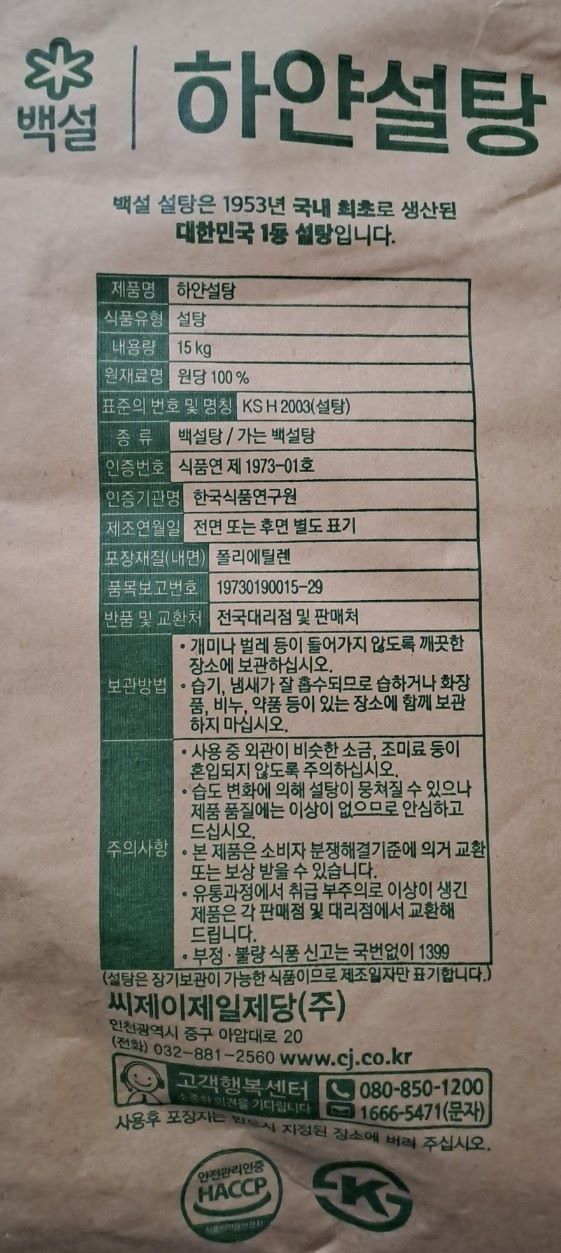 백설
하얀설탕
백설 설탕은 1953년 국내 최초로 생산된
대한민국 1등 설탕입니다.
제품명 하얀설탕
식품유형 설탕
내용량 15 kg
원재료명 원당 100 %
표준의 번호 및 명칭 KS H 2003(설탕)
종 류 백설탕 / 가는 백설탕
인증번호 식품연 제 1973-01호
인증기관명 한국식품연구원
제조연월일 전면 또는 후면 별도 표기
포장재질(내면) 폴리에틸렌
품목보고번호 19730190015-29
반품 및 교환처 전국대리점 및 판매처
보관방법
• 개미나 벌레 등이 들어가지 않도록 깨끗한
장소에 보관하십시오.
• 습기, 냄새가 잘 흡수되므로 습하거나 화장
품, 비누, 약품 등이 있는 장소에 함께 보관
하지 마십시오.
주의사항
• 사용 중 외관이 비슷한 소금, 조미료 등이
혼입되지 않도록 주의하십시오.
• 습도 변화에 의해 설탕이 뭉쳐질 수 있으나
제품 품질에는 이상이 없으므로 안심하고
드십시오.
• 본 제품은 소비자 분쟁해결기준에 의거 교환
또는 보상 받을 수 있습니다.
• 유통과정에서 취급 부주의로 이상이 생긴
제품은 각 판매점 및 대리점에서 교환해
드립니다.
• 부정·불량 식품 신고는 국번없이 1399
(설탕은 장기보관이 가능한 식품이므로 제조일자만 표기합니다.)
씨제이제일제당(주)
인천광역시 중구 아암대로 20
(전화) 032-881-2560 www.cj.co.kr
고객행복센터 080-850-1200
소중한 의견을 기다립니다 1666-5471(문자)
사용후 포장지는 반드시 지정된 장소에 버려 주십시오.
안전관리인증
HACCP
K